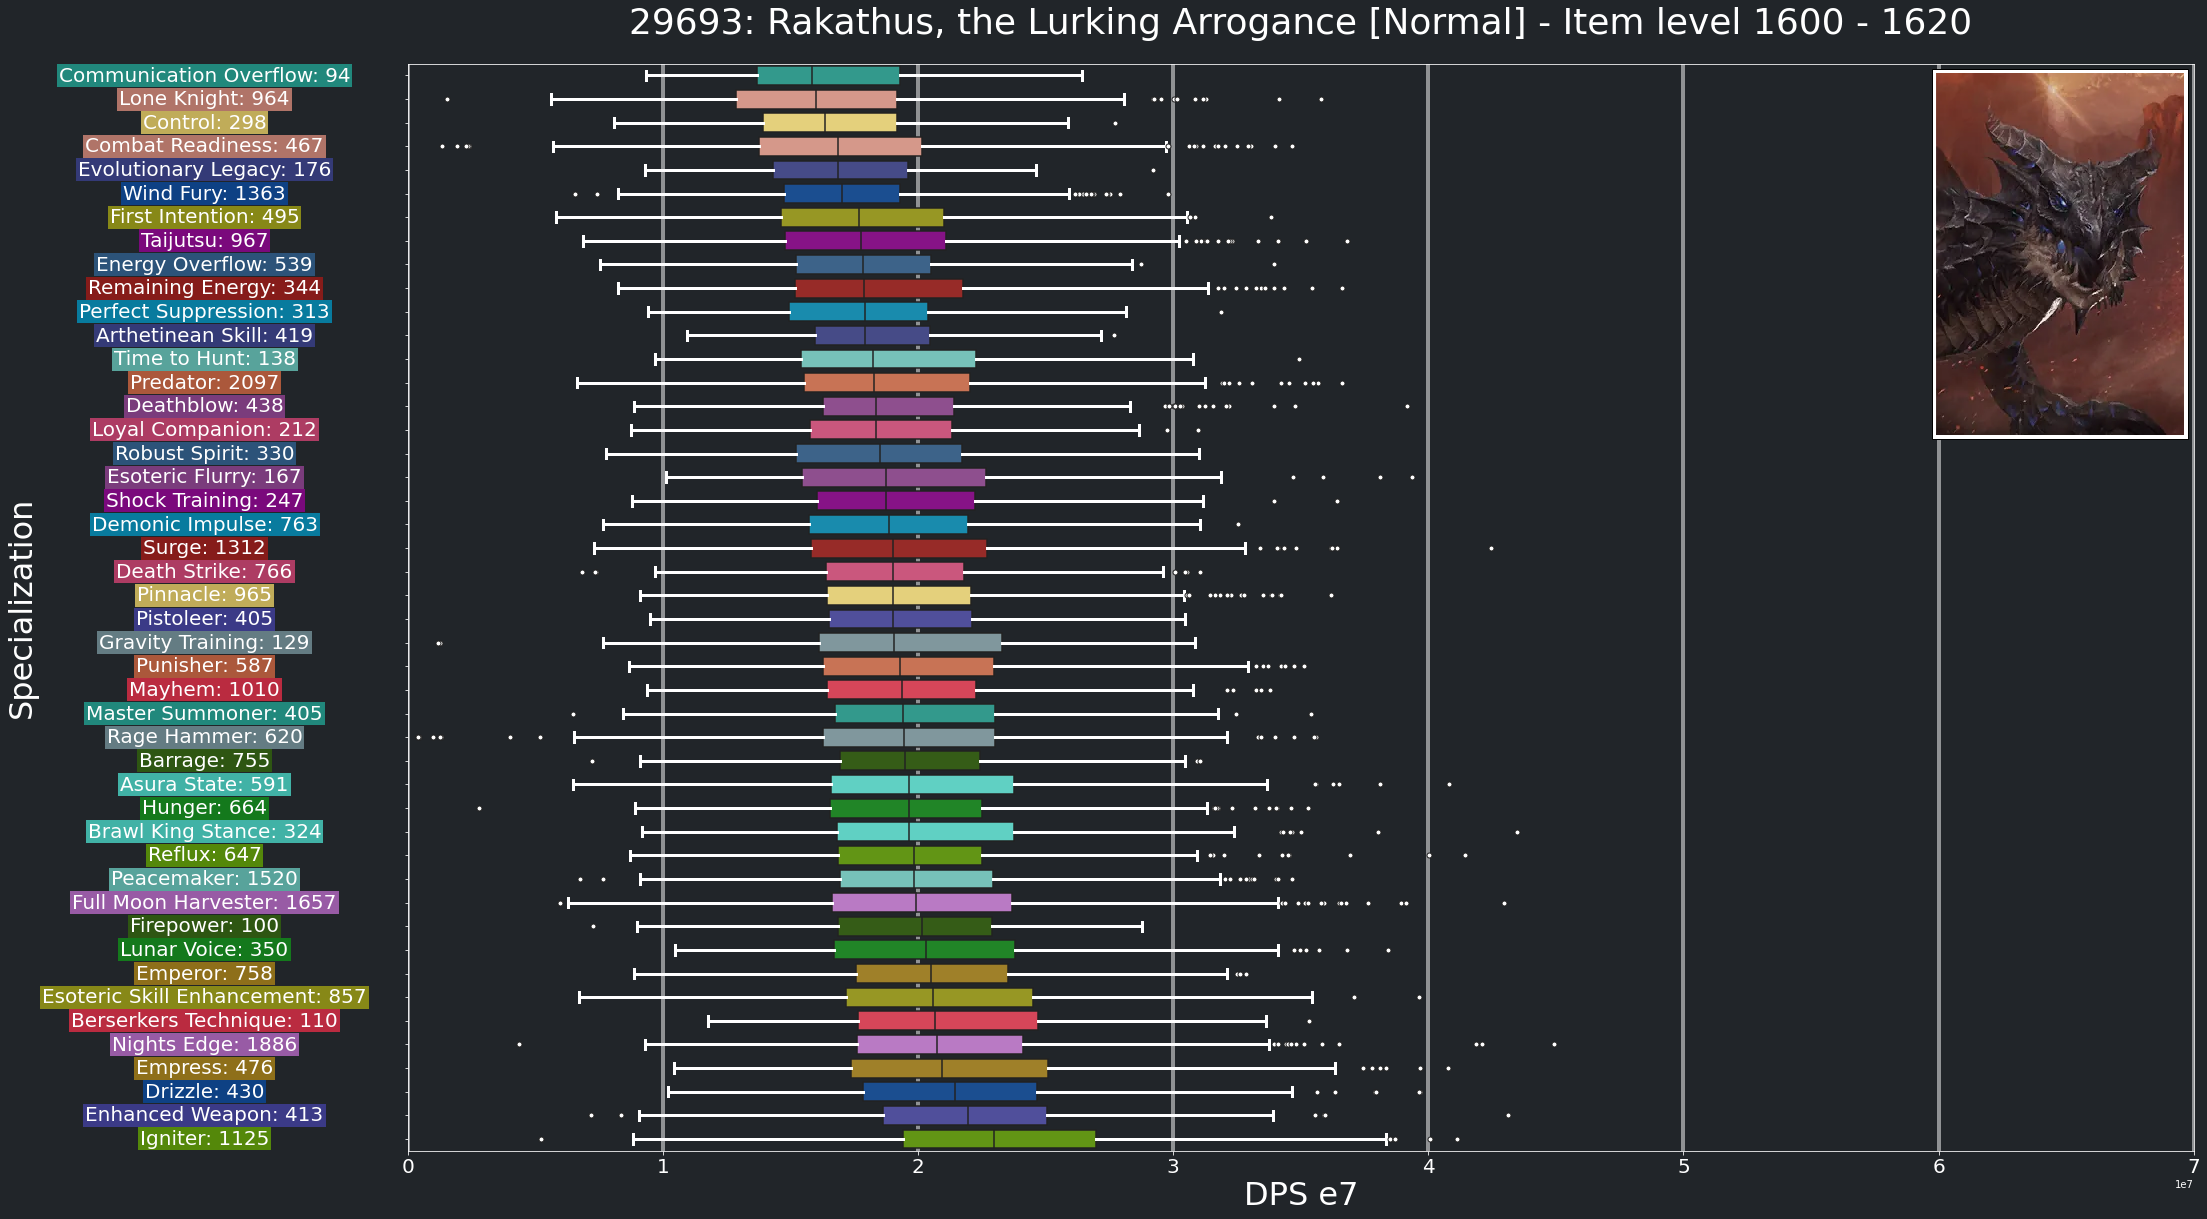 29693: Rakathus, the Lurking Arrogance [Normal] - Item level 1600 - 1620
Communication Overflow: 94
Lone Knight: 964
Control: 298
Combat Readiness: 467
Evolutionary Legacy: 176
Wind Fury: 1363
First Intention: 495
Taijutsu: 967
Energy Overflow: 539
Remaining Energy: 344
Perfect Suppression: 313
Arthetinean Skill: 419
Time to Hunt: 138
Predator: 2097
Deathblow: 438
Loyal Companion: 212
Robust Spirit: 330
Esoteric Flurry: 167
Shock Training: 247
Demonic Impulse: 763
Surge: 1312
Death Strike: 766
Pinnacle: 965
Pistoleer: 405
Gravity Training: 129
Punisher: 587
Mayhem: 1010
Master Summoner: 405
Rage Hammer: 620
Barrage: 755
Asura State: 591
Hunger: 664
Brawl King Stance: 324
Reflux: 647
Peacemaker: 1520
Full Moon Harvester: 1657
Firepower: 100
Lunar Voice: 350
Emperor: 758
Esoteric Skill Enhancement: 857
Berserkers Technique: 110
Nights Edge: 1886
Empress: 476
Drizzle: 430
Enhanced Weapon: 413
Igniter: 1125
Specialization
0 1 2 3 4 5 6 7
1e7
DPS e7